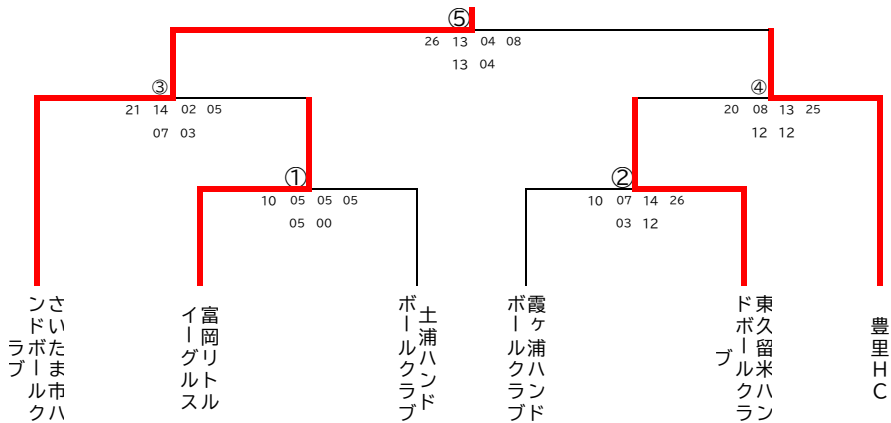 ⑤
26 13 04 08
13 04
③
21 14 02 05
07 03
④
20 08 13 25
12 12
①
10 05 05 05
05 00
②
10 07 14 26
03 12
さいたま市ハ
ンドボールク
ラブ
富岡リトル
イーグルス
土浦ハンド
ボールクラブ
霞ヶ浦ハンド
ボールクラブ
東久留米ハン
ドボールクラ
ブ
豊里HC